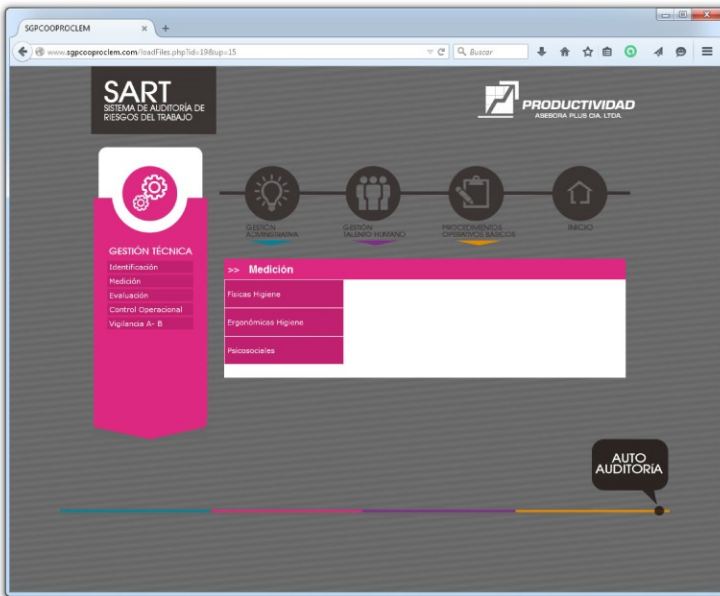 SGPCOOPROCLEM
www.sgpcooproclem.com/loadFiles.php?id=198sup=15
Buscar
SART
SISTEMA DE AUDITORÍA DE
RIESGOS DEL TRABAJO
PRODUCTIVIDAD
ASESORA PLUS CIA. LTDA.
GESTIÓN
ADMINISTRATIVA
GESTIÓN
TALENTO HUMANO
PROCEDIMIENTOS
OPERATIVOS BÁSICOS
INICIO
GESTIÓN TÉCNICA
Identificación
Medición
Evaluación
Control Operacional
Vigilancia A- B
>> Medición
Físicas Higiene
Ergonómicas Higiene
Psicosociales
AUTO
AUDITORíA